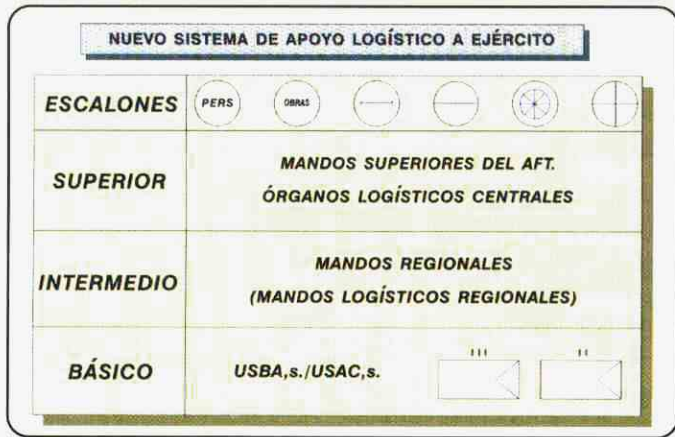 NUEVO SISTEMA DE APOYO LOGÍSTICO A EJÉRCITO
ESCALONES PERS OBRAS
SUPERIOR
MANDOS SUPERIORES DEL AFT.
ÓRGANOS LOGÍSTICOS CENTRALES
INTERMEDIO
MANDOS REGIONALES
(MANDOS LOGÍSTICOS REGIONALES)
BÁSICO USBA,s./USAC,s. III II